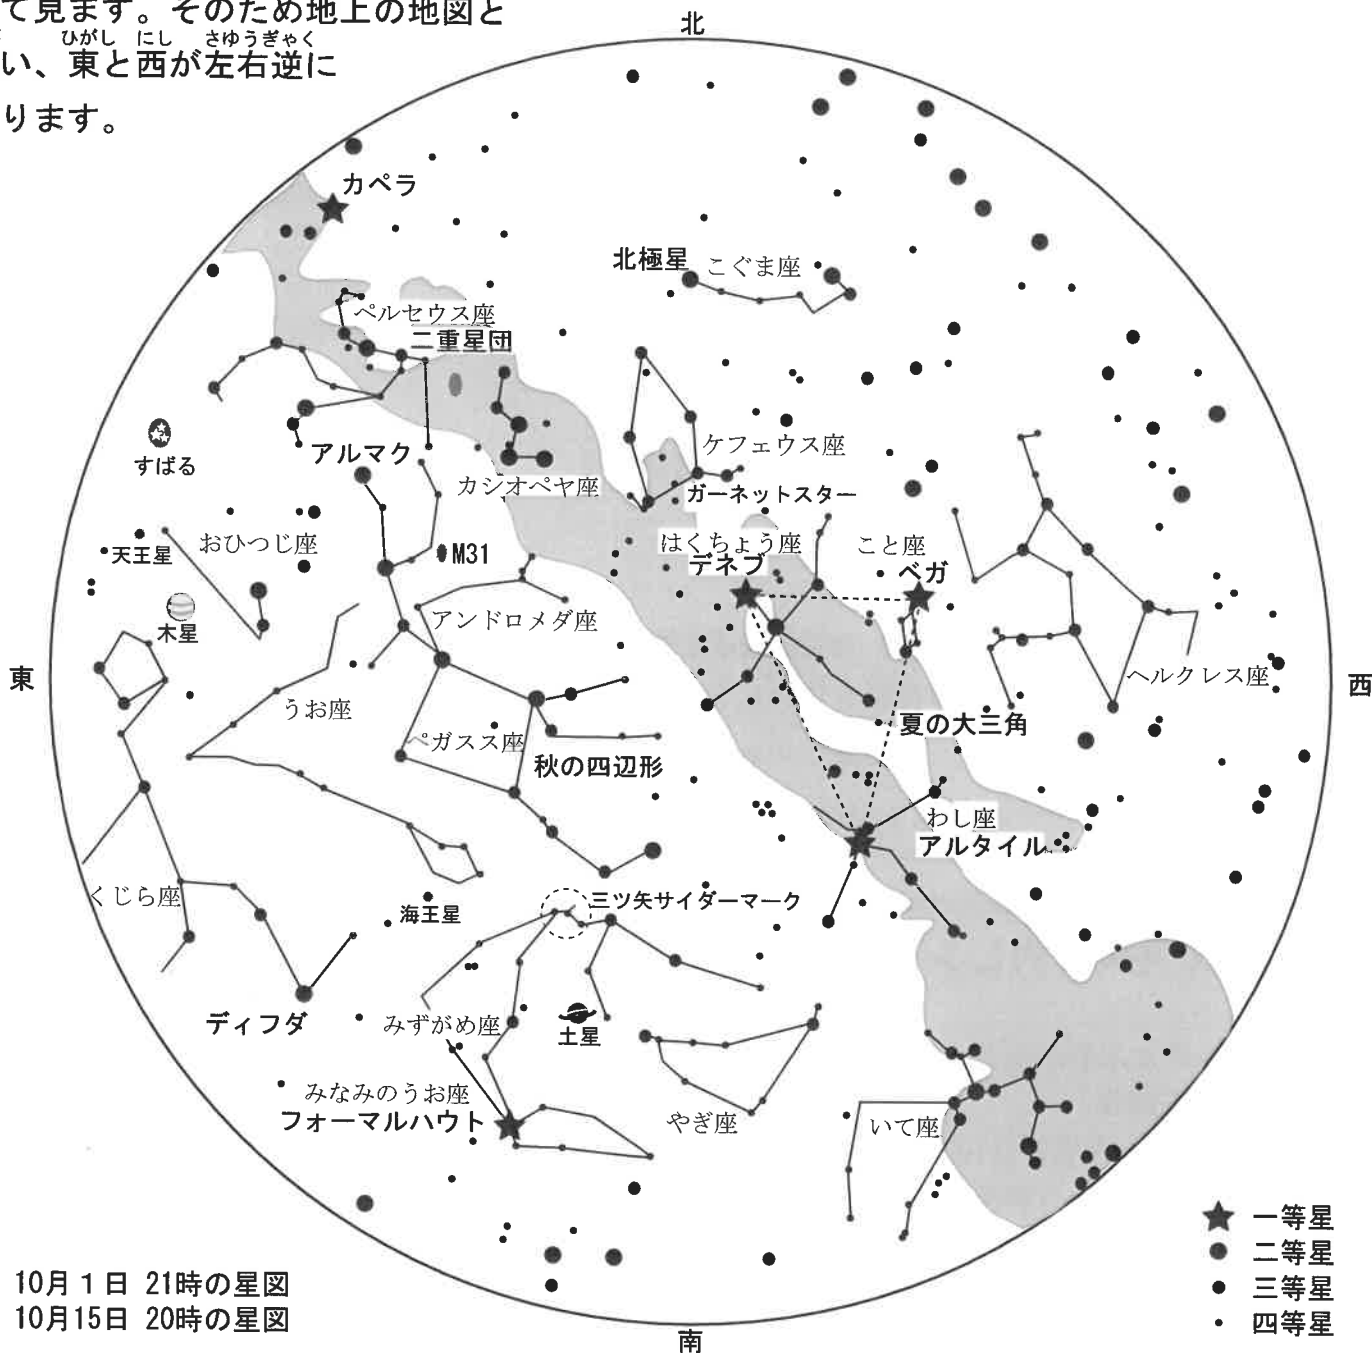 て見ます。そのため地上の地図と
ひがし にし さゆうぎゃく
い、東と西が左右逆に
ります。
北
カペラ
北極星
こぐま座
ペルセウス座
二重星団
ケフェウス座
アルマク
すばる
カシオペヤ座
ガーネットスター
おひつじ座
天王星
M31
はくちょう座
デネブ
こと座
ベガ
木星
アンドロメダ座
東
西
ヘルクレス座
うお座
ペガスス座
秋の四辺形
夏の大三角
わし座
アルタイル
くじら座
海王星
三ツ矢サイダーマーク
ディフダ
みずがめ座
土星
みなみのうお座
フォーマルハウト
やぎ座
いて座
一等星
二等星
三等星
四等星
10月1日 21時の星図
10月15日 20時の星図
南